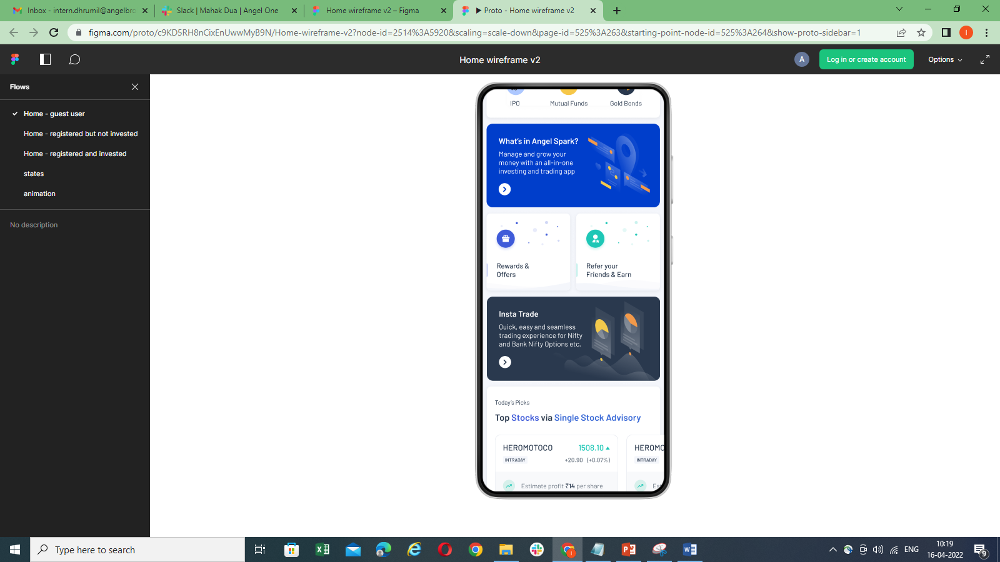 Inbox - intern.dhrumil@angelbro
Slack | Mahak Dua | Angel One
Home wireframe v2 – Figma
Proto - Home wireframe v2
figma.com/proto/c9KD5RH8nCixEnUwwMyB9N/Home-wireframe-v2?node-id=2514%3A5920&scaling=scale-down&page-id=525%3A263&starting-point-node-id=525%3A264&show-proto-sidebar=1
I
Home wireframe v2
A
Log in or create account
Options
Flows
Home - guest user
Home - registered but not invested
Home - registered and invested
states
animation
No description
IPO
Mutual Funds
Gold Bonds
What's in Angel Spark?
Manage and grow your
money with an all-in-one
investing and trading app
Rewards &
Offers
Refer your
Friends & Earn
Insta Trade
Quick, easy and seamless
trading experience for Nifty
and Bank Nifty Options etc.
Today's Picks
Top Stocks via Single Stock Advisory
HEROMOTOCO
1508.10
INTRADAY
+20.90 (+0.07%)
Estimate profit ₹14 per share
HEROMO
INTRADAY
Es
Type here to search
ENG
10:19
16-04-2022
9